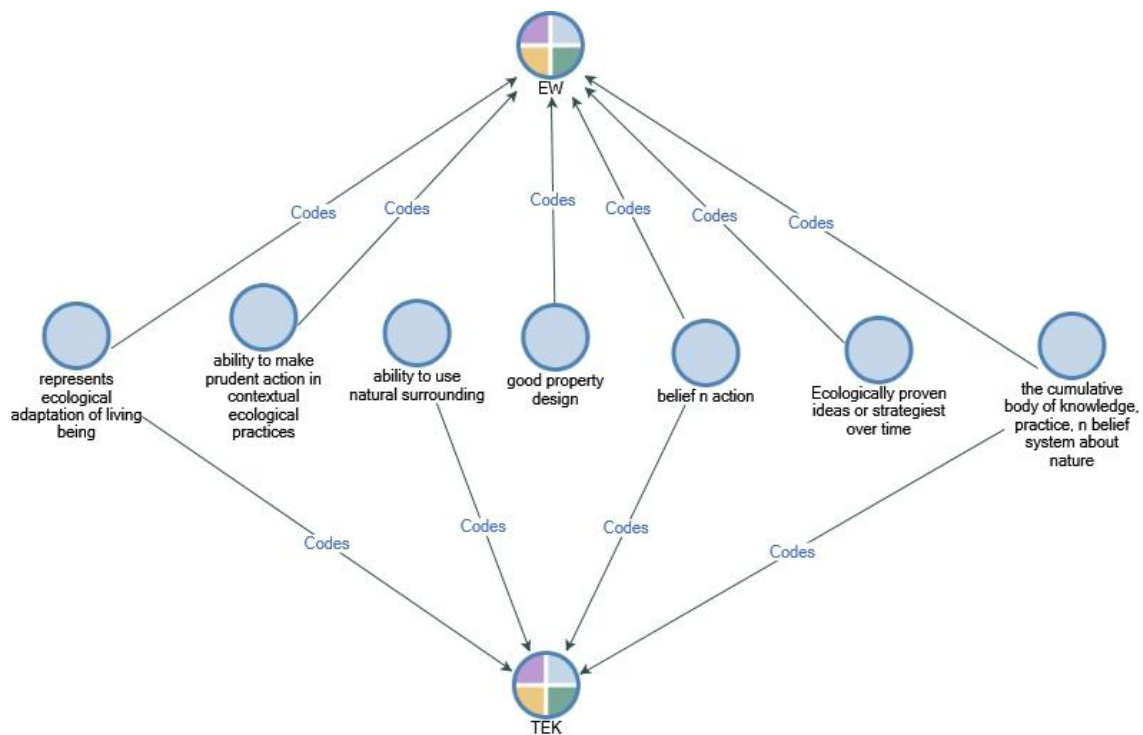 EW
Codes
Codes
Codes
Codes
Codes
Codes
represents
ecological
adaptation of living
being
ability to make
prudent action in
contextual
ecological
practices
ability to use
natural surrounding
good property
design
belief n action
Ecologically proven
ideas or strategiest
over time
the cumulative
body of knowledge,
practice, n belief
system about
nature
Codes
Codes
Codes
Codes
TEK